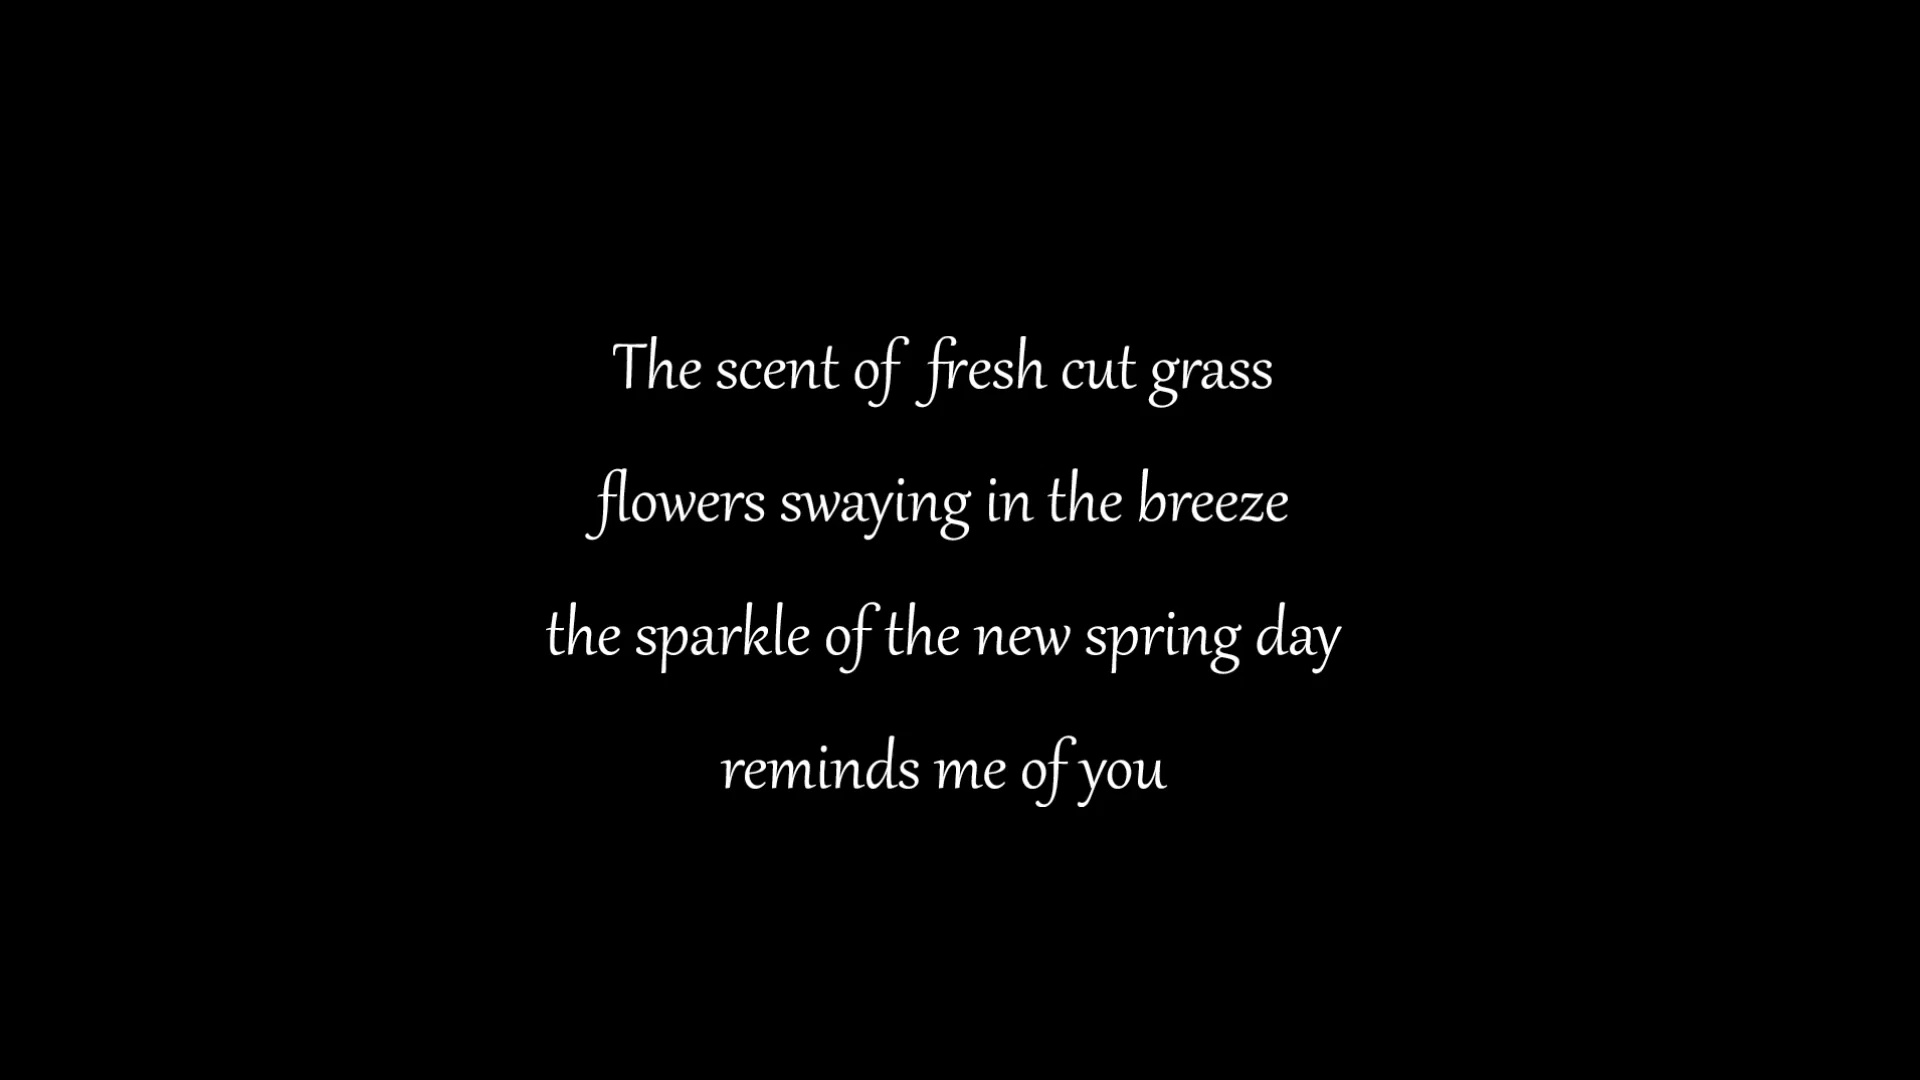 The scent of fresh cut grass
flowers swaying in the breeze
the sparkle of the new spring day
reminds me of you